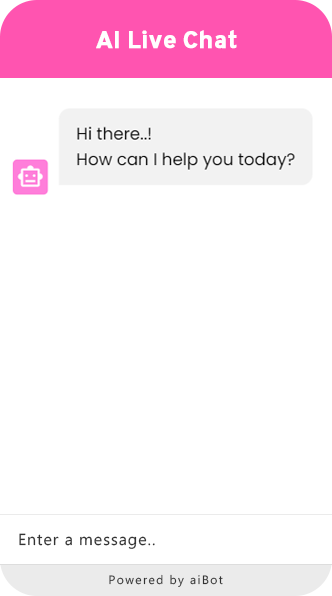 AI Live Chat
Hi there..!
How can I help you today?
Enter a message..
Powered by aiBot